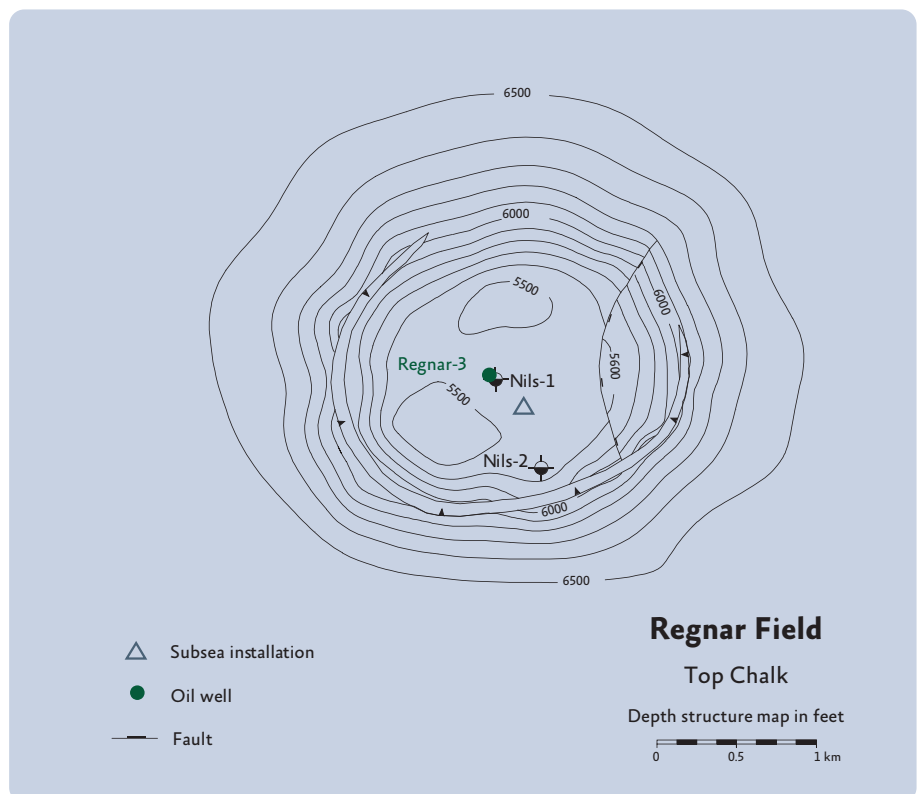 6500
6000
5500
6000
Regnar-3
5600
Nils-1
5500
Nils-2
6000
6500
Regnar Field
Top Chalk
Depth structure map in feet
0 0.5 1 km
Subsea installation
Oil well
Fault